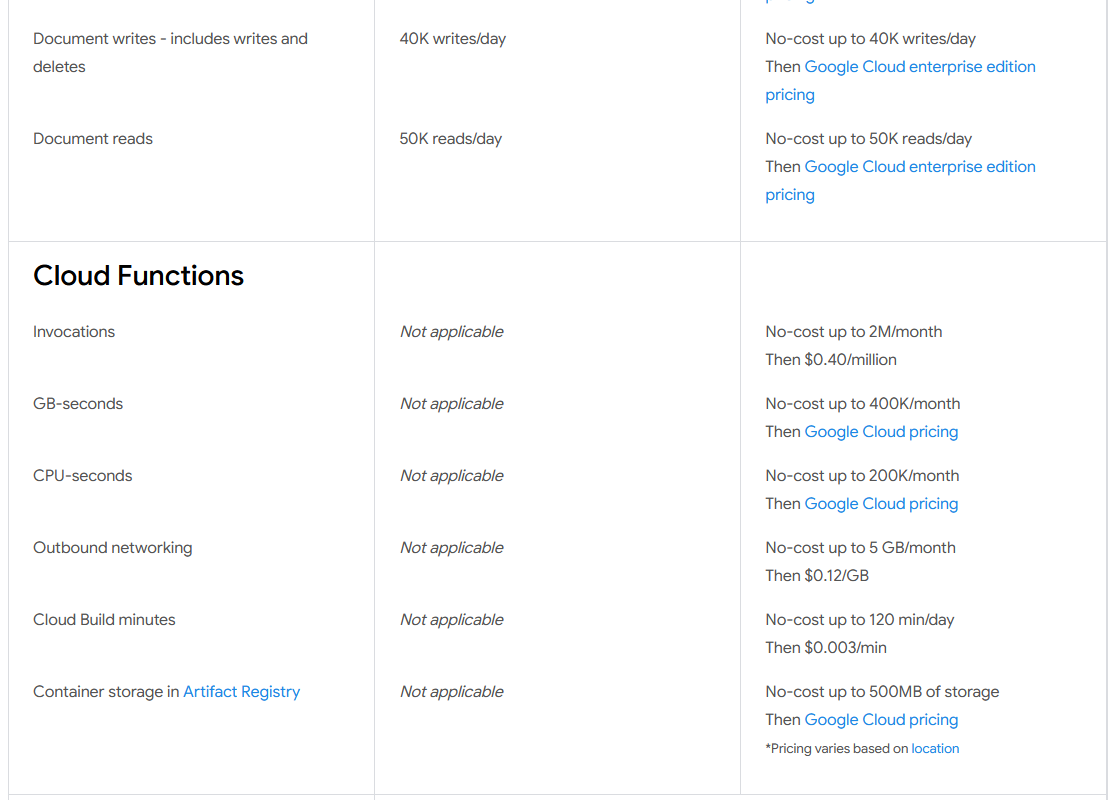 Document writes - includes writes and
deletes
40K writes/day
No-cost up to 40K writes/day
Then Google Cloud enterprise edition
pricing
Document reads
50K reads/day
No-cost up to 50K reads/day
Then Google Cloud enterprise edition
pricing
Cloud Functions
Invocations
Not applicable
No-cost up to 2M/month
Then $0.40/million
GB-seconds
Not applicable
No-cost up to 400K/month
Then Google Cloud pricing
CPU-seconds
Not applicable
No-cost up to 200K/month
Then Google Cloud pricing
Outbound networking
Not applicable
No-cost up to 5 GB/month
Then $0.12/GB
Cloud Build minutes
Not applicable
No-cost up to 120 min/day
Then $0.003/min
Container storage in Artifact Registry
Not applicable
No-cost up to 500MB of storage
Then Google Cloud pricing
*Pricing varies based on location